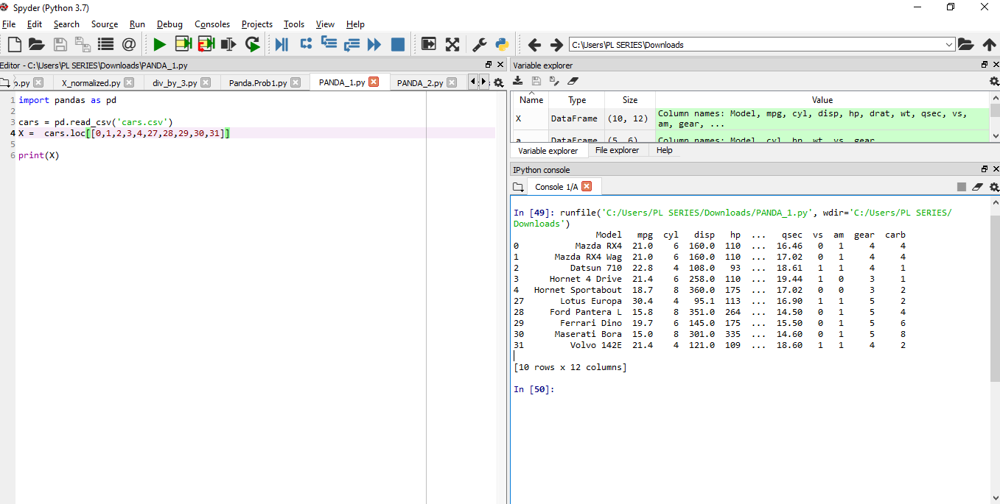 Spyder (Python 3.7)
File Edit Search Source Run Debug Consoles Projects Tools View Help
C:\Users\PL SERIES\Downloads
Editor - C:\Users\PL SERIES\Downloads\PANDA_1.py
X_normalized.py div_by_3.py Panda.Prob1.py PANDA_1.py PANDA_2.py
1 import pandas as pd
2
3 cars = pd.read_csv('cars.csv')
4 X =  cars.loc[[0,1,2,3,4,27,28,29,30,31]]
5
6 print(X)
Variable explorer
Name Type Size Value
X DataFrame (10, 12) Column names: Model, mpg, cyl, disp, hp, drat, wt, qsec, vs,
am, gear, ...
a DataFrame (5, 6) Column names: Model, cyl, hp, wt, vs, gear
Variable explorer File explorer Help
IPython console
Console 1/A
In [49]: runfile('C:/Users/PL SERIES/Downloads/PANDA_1.py', wdir='C:/Users/PL SERIES/
Downloads')
Model mpg cyl disp hp ... qsec vs am gear carb
0 Mazda RX4 21.0 6 160.0 110 ... 16.46 0 1 4 4
1 Mazda RX4 Wag 21.0 6 160.0 110 ... 17.02 0 1 4 4
2 Datsun 710 22.8 4 108.0 93 ... 18.61 1 1 4 1
3 Hornet 4 Drive 21.4 6 258.0 110 ... 19.44 1 0 3 1
4 Hornet Sportabout 18.7 8 360.0 175 ... 17.02 0 0 3 2
27 Lotus Europa 30.4 4 95.1 113 ... 16.90 1 1 5 2
28 Ford Pantera L 15.8 8 351.0 264 ... 14.50 0 1 5 4
29 Ferrari Dino 19.7 6 145.0 175 ... 15.50 0 1 5 6
30 Maserati Bora 15.0 8 301.0 335 ... 14.60 0 1 5 8
31 Volvo 142E 21.4 4 121.0 109 ... 18.60 1 1 4 2
[10 rows x 12 columns]
In [50]: